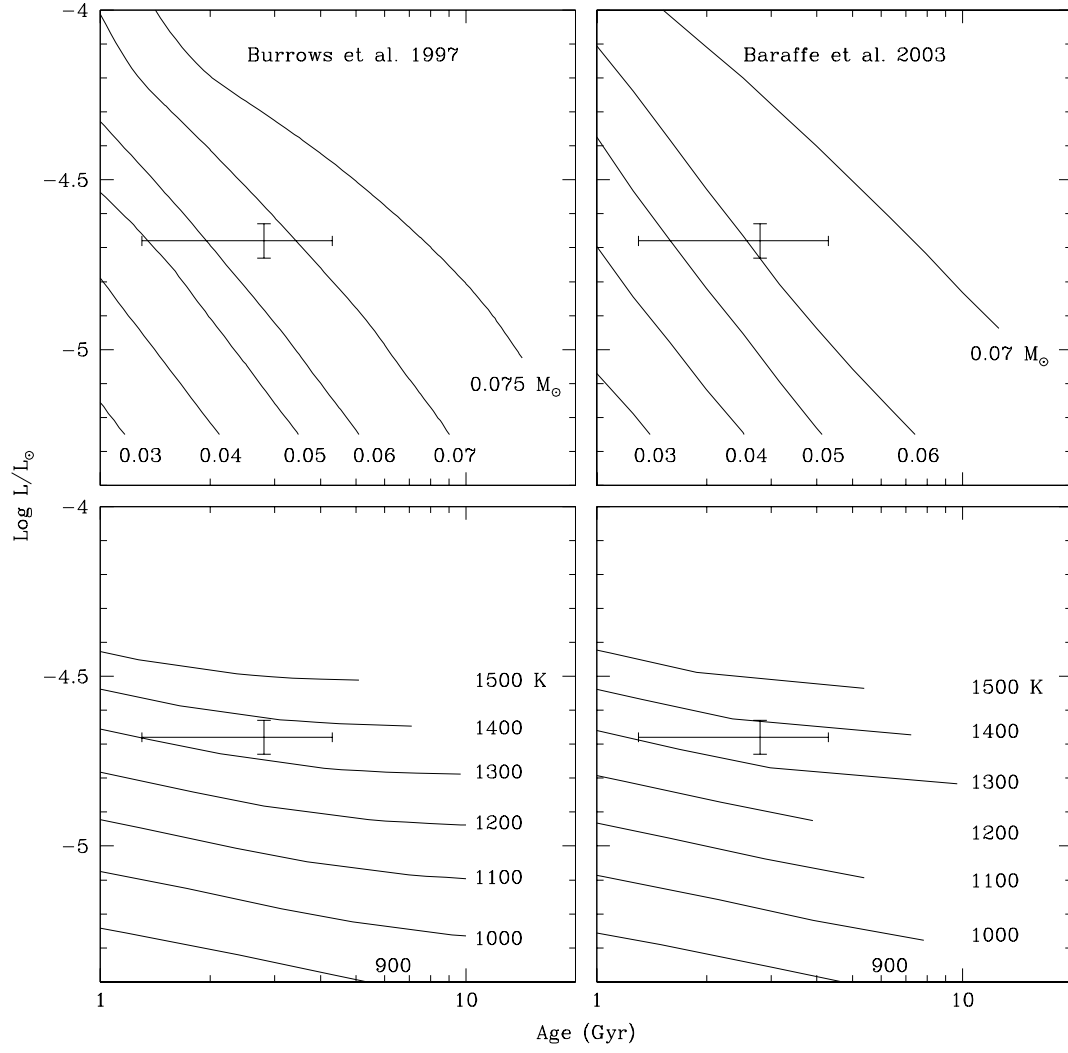 Burrows et al. 1997
Baraffe et al. 2003
-4
-4.5
-5
0.075 M⊙
0.07 M⊙
0.03 0.04 0.05 0.06 0.07
0.03 0.04 0.05 0.06
Log L/L⊙
-4
-4.5
-5
1500 K
1400
1300
1200
1100
1000
900
1500 K
1400
1300
1200
1100
1000
900
1 10
1 10
Age (Gyr)